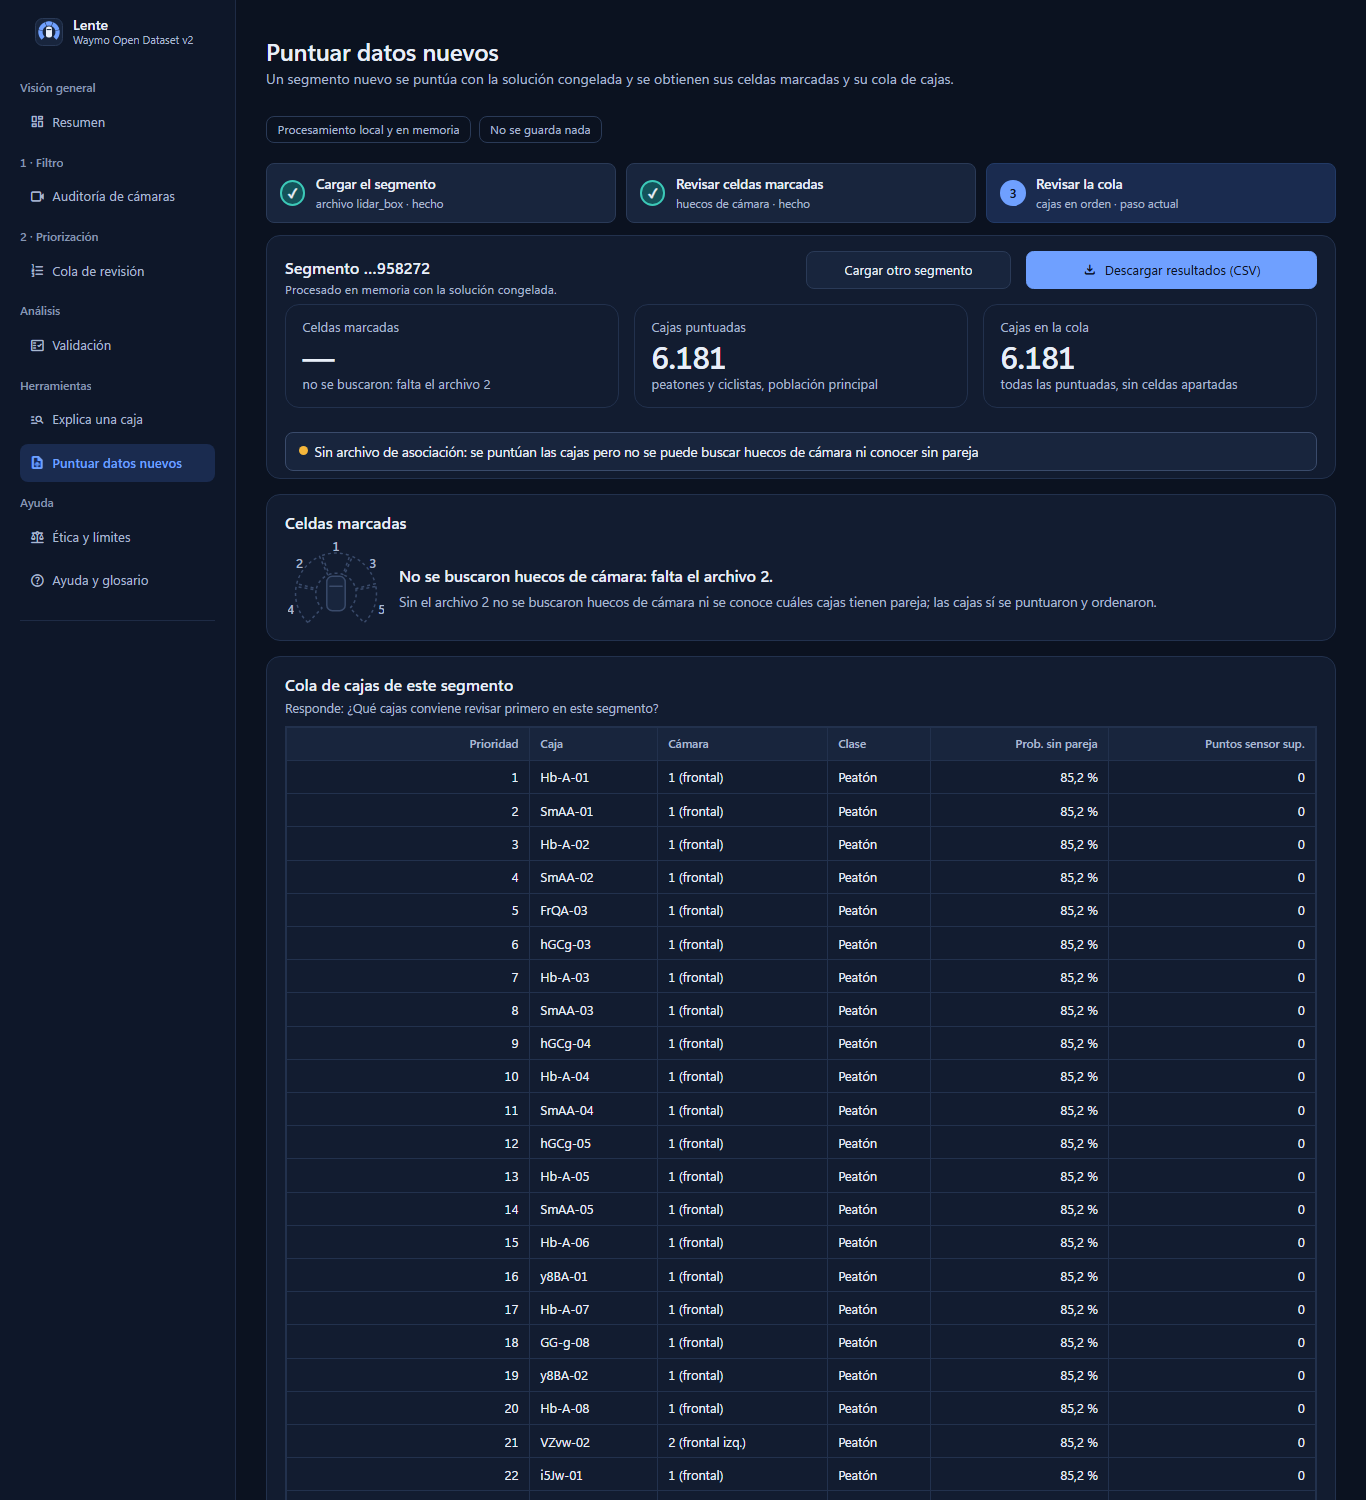 Lente
Waymo Open Dataset v2
Visión general
Resumen
1 · Filtro
Auditoría de cámaras
2 · Priorización
Cola de revisión
Análisis
Validación
Herramientas
Explica una caja
Puntuar datos nuevos
Ayuda
Ética y límites
Ayuda y glosario
Puntuar datos nuevos
Un segmento nuevo se puntúa con la solución congelada y se obtienen sus celdas marcadas y su cola de cajas.
Procesamiento local y en memoria
No se guarda nada
Cargar el segmento
archivo lidar_box · hecho
Revisar celdas marcadas
huecos de cámara · hecho
3
Revisar la cola
cajas en orden · paso actual
Segmento ...958272
Procesado en memoria con la solución congelada.
Cargar otro segmento
Descargar resultados (CSV)
Celdas marcadas
—
no se buscaron: falta el archivo 2
Cajas puntuadas
6.181
peatones y ciclistas, población principal
Cajas en la cola
6.181
todas las puntuadas, sin celdas apartadas
Sin archivo de asociación: se puntúan las cajas pero no se puede buscar huecos de cámara ni conocer sin pareja
Celdas marcadas
1
2
3
4
5
No se buscaron huecos de cámara: falta el archivo 2.
Sin el archivo 2 no se buscaron huecos de cámara ni se conoce cuáles cajas tienen pareja; las cajas sí se puntuaron y ordenaron.
Cola de cajas de este segmento
Responde: ¿Qué cajas conviene revisar primero en este segmento?
Prioridad Caja Cámara Clase Prob. sin pareja Puntos sensor sup.
1 Hb-A-01 1 (frontal) Peatón 85,2 % 0
2 SmAA-01 1 (frontal) Peatón 85,2 % 0
3 Hb-A-02 1 (frontal) Peatón 85,2 % 0
4 SmAA-02 1 (frontal) Peatón 85,2 % 0
5 FrQA-03 1 (frontal) Peatón 85,2 % 0
6 hGCg-03 1 (frontal) Peatón 85,2 % 0
7 Hb-A-03 1 (frontal) Peatón 85,2 % 0
8 SmAA-03 1 (frontal) Peatón 85,2 % 0
9 hGCg-04 1 (frontal) Peatón 85,2 % 0
10 Hb-A-04 1 (frontal) Peatón 85,2 % 0
11 SmAA-04 1 (frontal) Peatón 85,2 % 0
12 hGCg-05 1 (frontal) Peatón 85,2 % 0
13 Hb-A-05 1 (frontal) Peatón 85,2 % 0
14 SmAA-05 1 (frontal) Peatón 85,2 % 0
15 Hb-A-06 1 (frontal) Peatón 85,2 % 0
16 y8BA-01 1 (frontal) Peatón 85,2 % 0
17 Hb-A-07 1 (frontal) Peatón 85,2 % 0
18 GG-g-08 1 (frontal) Peatón 85,2 % 0
19 y8BA-02 1 (frontal) Peatón 85,2 % 0
20 Hb-A-08 1 (frontal) Peatón 85,2 % 0
21 VZvw-02 2 (frontal izq.) Peatón 85,2 % 0
22 i5Jw-01 1 (frontal) Peatón 85,2 % 0